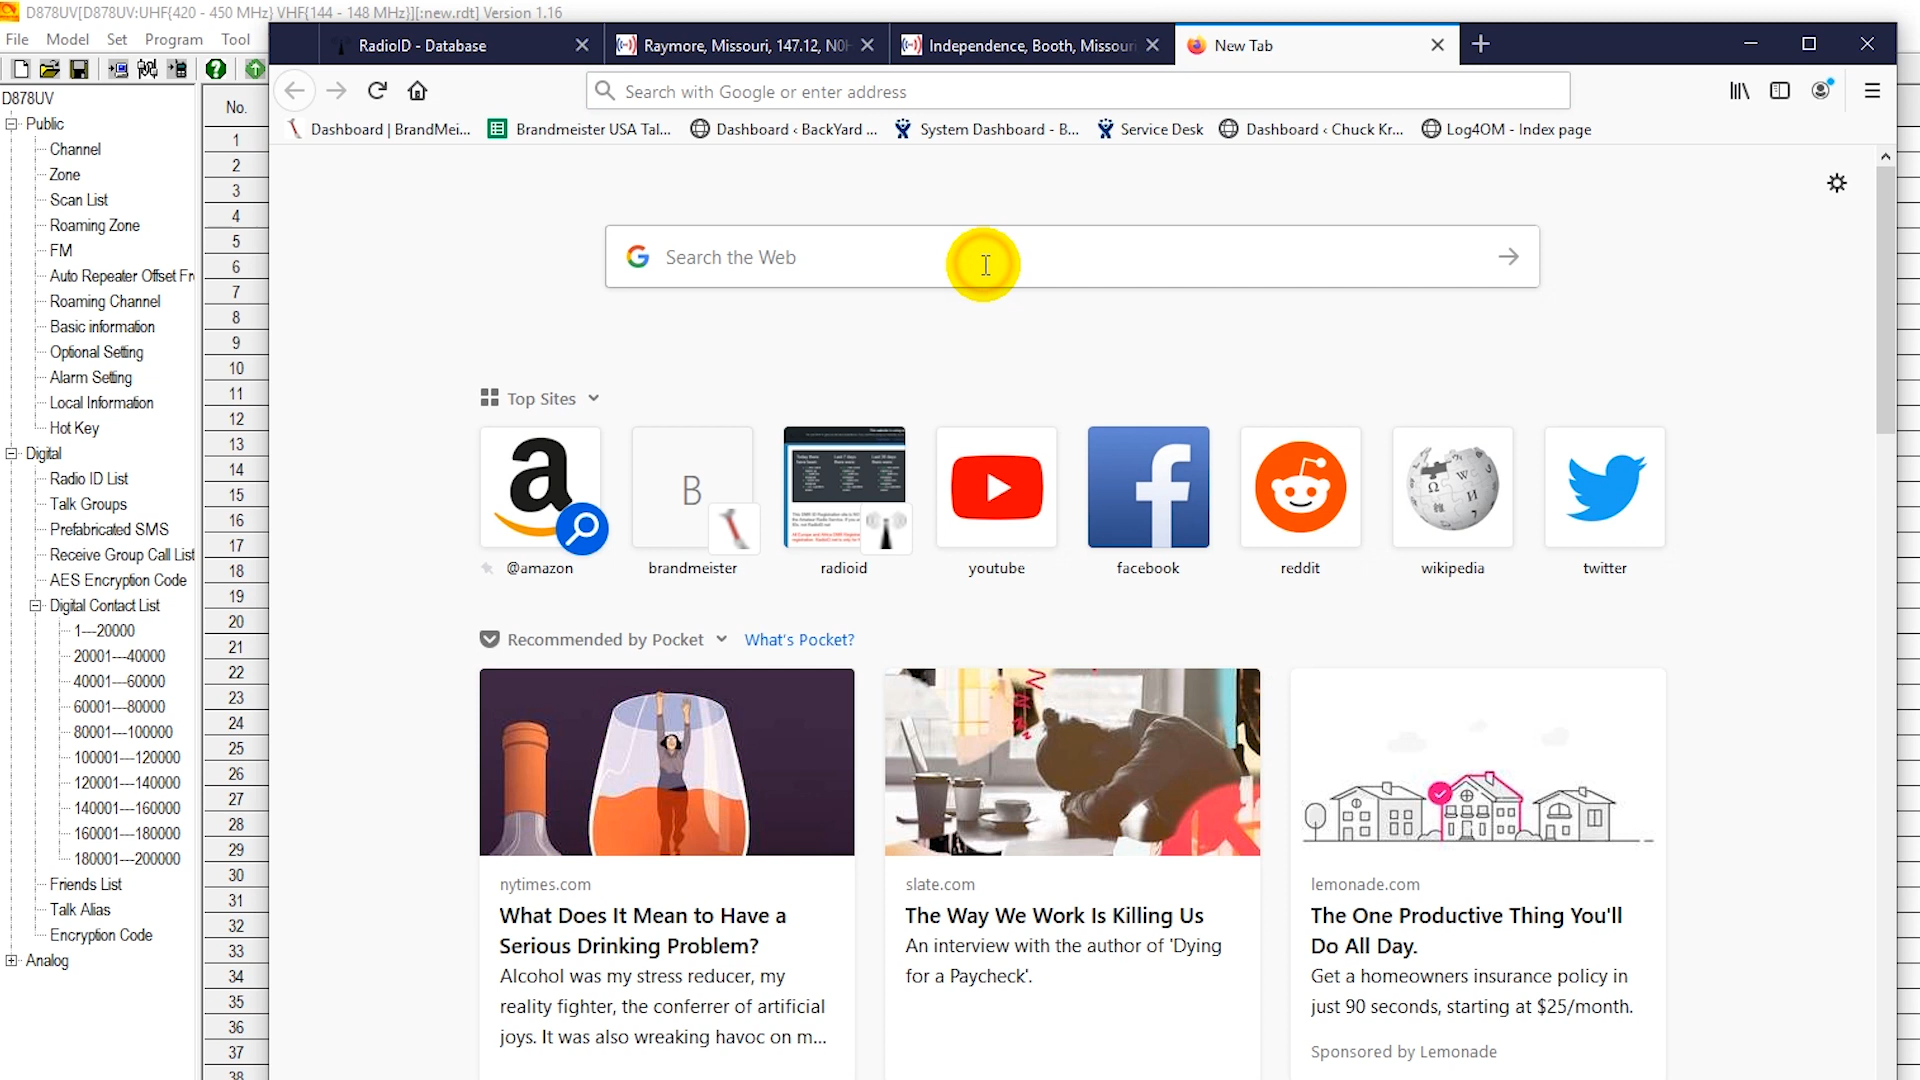 D878UV[D878UV:UHF{420 - 450 MHz} VHF{144 - 148 MHz}][:new.rdt] Version 1.16
File Model Set Program Tool
RadioID - Database
Raymore, Missouri, 147.12, N0H
Independence, Booth, Missouri
New Tab
Search with Google or enter address
Dashboard | BrandMei...
Brandmeister USA Tal...
Dashboard ‹ BackYard ...
System Dashboard - B...
Service Desk
Dashboard ‹ Chuck Kr...
Log4OM - Index page
D878UV
Public
Channel
Zone
Scan List
Roaming Zone
FM
Auto Repeater Offset Fr
Roaming Channel
Basic information
Optional Setting
Alarm Setting
Local Information
Hot Key
Digital
Radio ID List
Talk Groups
Prefabricated SMS
Receive Group Call List
AES Encryption Code
Digital Contact List
1---20000
20001---40000
40001---60000
60001---80000
80001---100000
100001---120000
120001---140000
140001---160000
160001---180000
180001---200000
Friends List
Talk Alias
Encryption Code
Analog
No.
1
2
3
4
5
6
7
8
9
10
11
12
13
14
15
16
17
18
19
20
21
22
23
24
25
26
27
28
29
30
31
32
33
34
35
36
37
38
Search the Web
Top Sites
B
@amazon
brandmeister
radioid
youtube
facebook
reddit
wikipedia
twitter
Recommended by Pocket
What's Pocket?
nytimes.com
What Does It Mean to Have a
Serious Drinking Problem?
Alcohol was my stress reducer, my
reality fighter, the conferrer of artificial
joys. It was also wreaking havoc on m...
slate.com
The Way We Work Is Killing Us
An interview with the author of 'Dying
for a Paycheck'.
lemonade.com
The One Productive Thing You'll
Do All Day.
Get a homeowners insurance policy in
just 90 seconds, starting at $25/month.
Sponsored by Lemonade